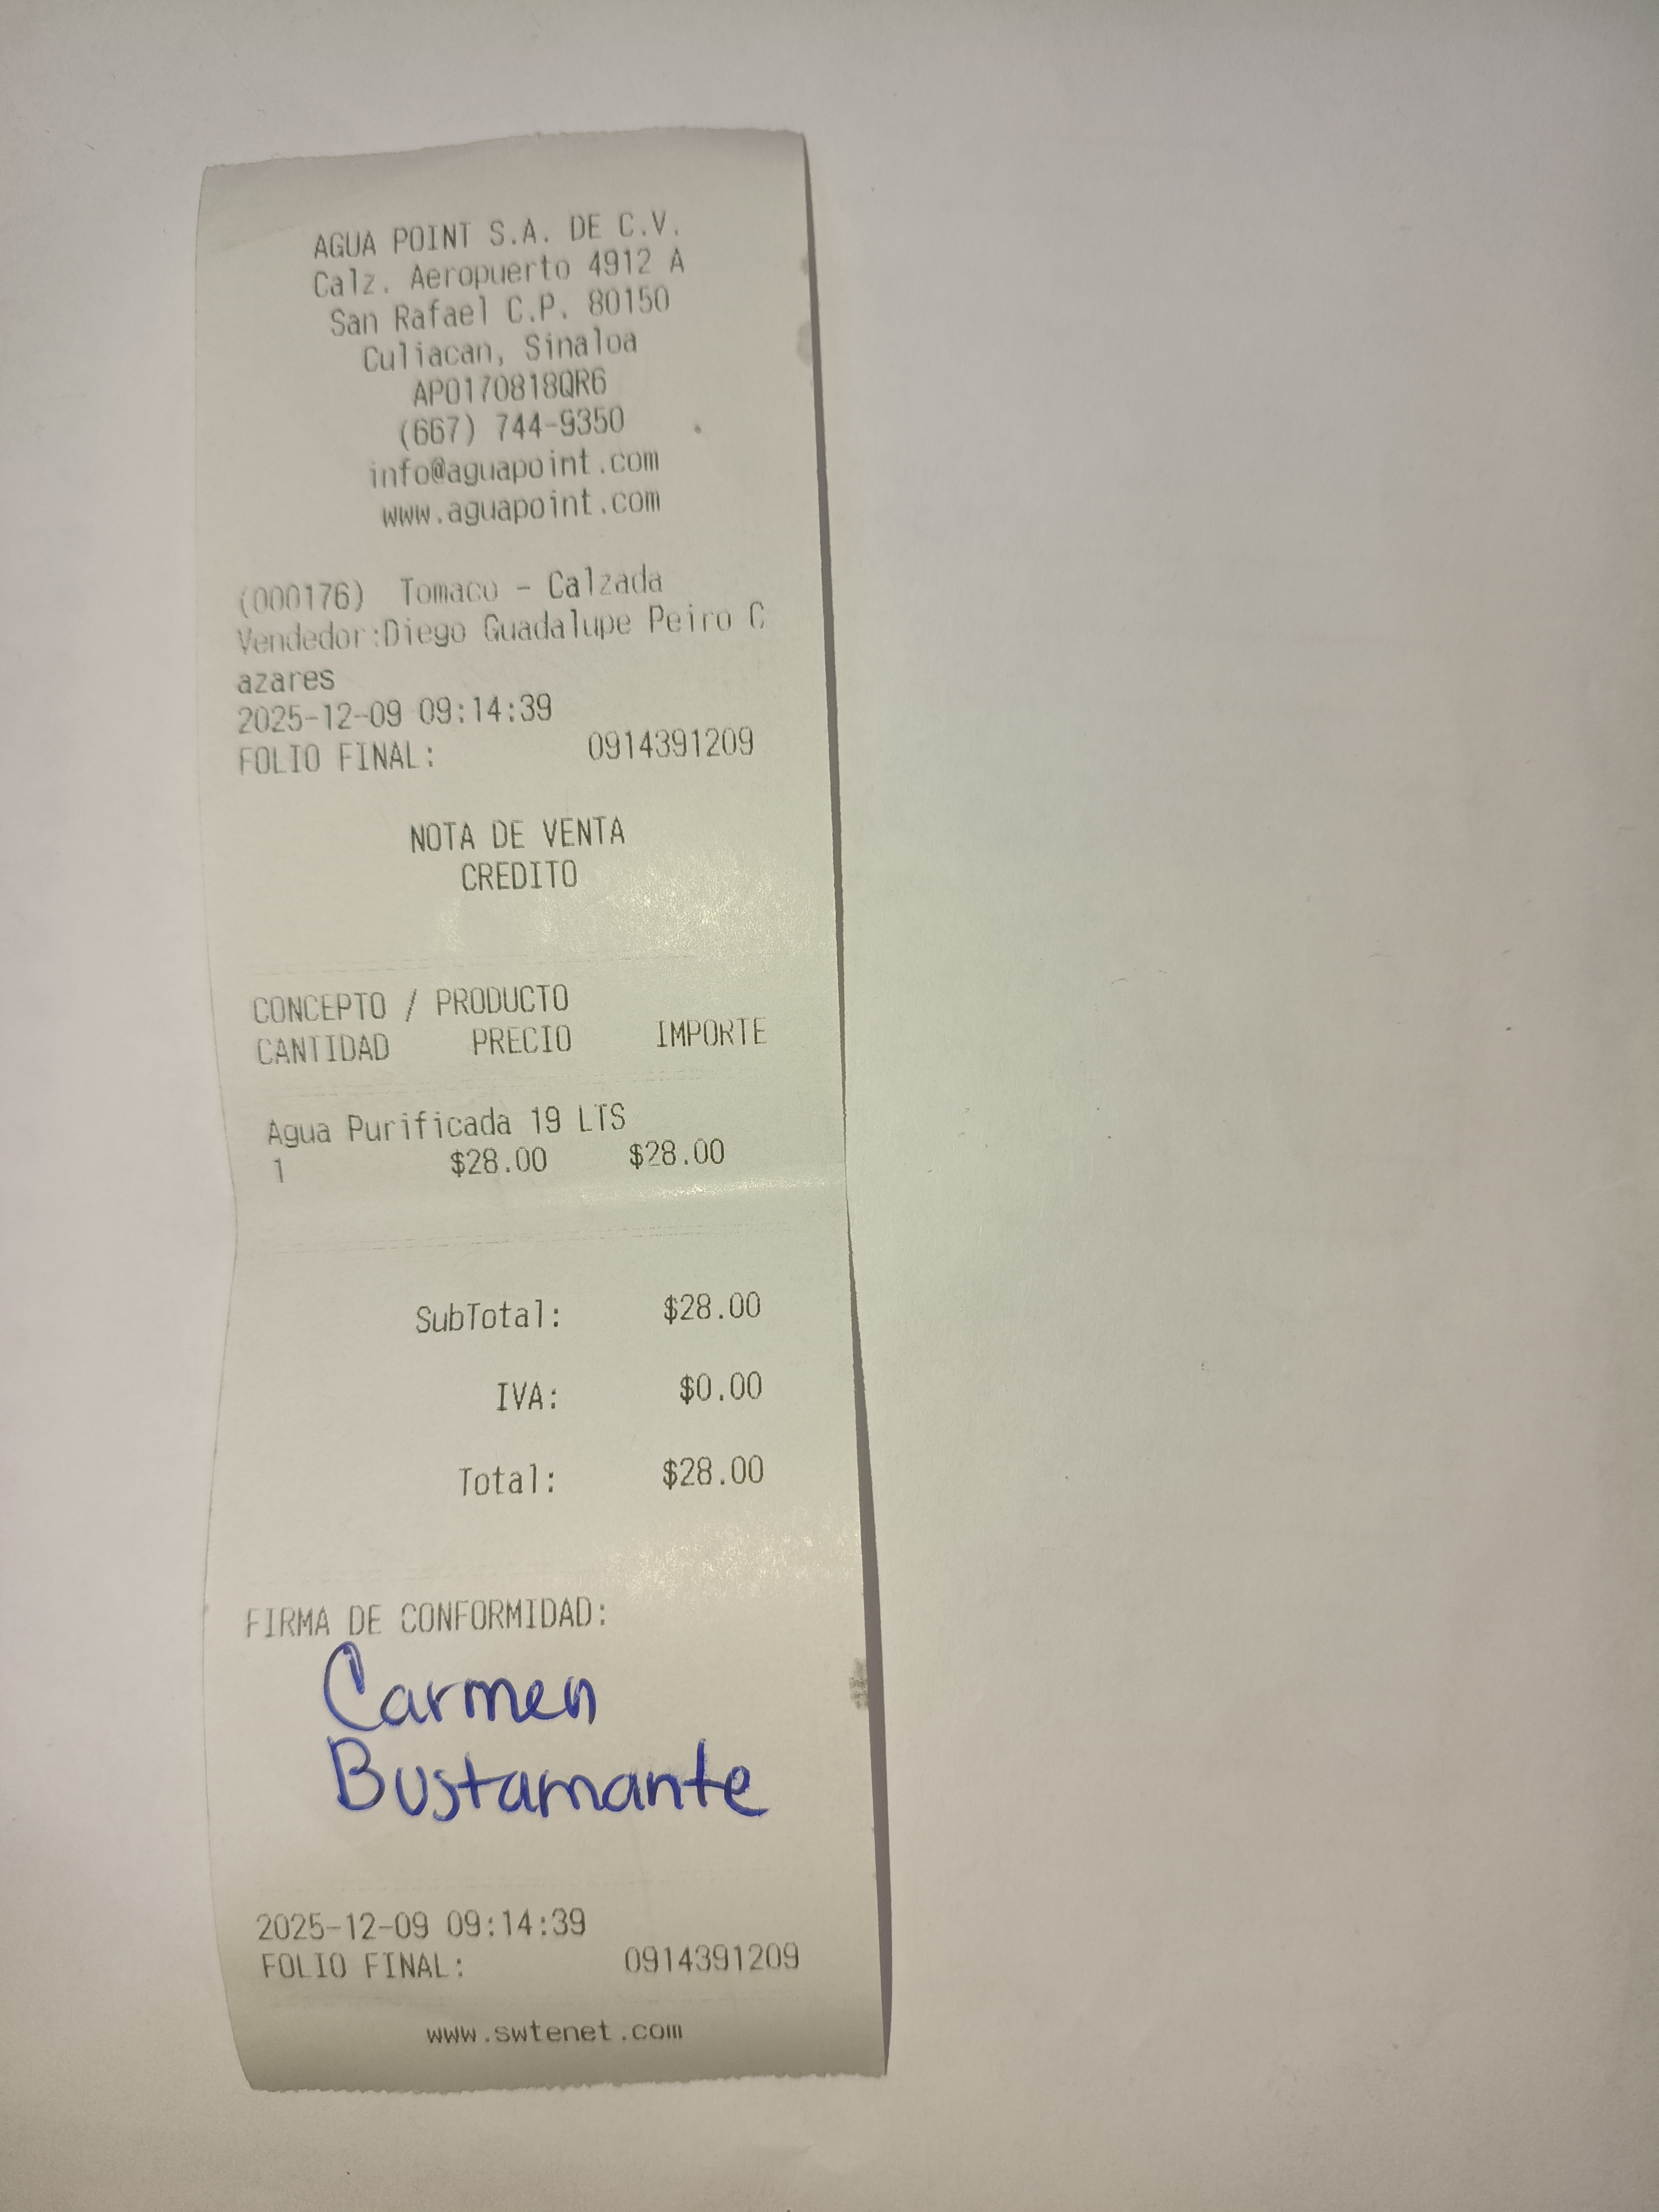 AGUA POINT S.A. DE C.V.
Calz. Aeropuerto 4912 A
San Rafael C.P. 80150
Culiacan, Sinaloa
APO170818QR6
(667) 744-9350
info@aguapoint.com
www.aguapoint.com
(000176) Tomaco - Calzada
Vendedor:Diego Guadalupe Peiro C
azares
2025-12-09 09:14:39
FOLIO FINAL: 0914391209
NOTA DE VENTA
CREDITO
CONCEPTO / PRODUCTO
CANTIDAD PRECIO IMPORTE
Agua Purificada 19 LTS
1 $28.00 $28.00
SubTotal: $28.00
IVA: $0.00
Total: $28.00
FIRMA DE CONFORMIDAD:
Carmen
Bustamante
2025-12-09 09:14:39
FOLIO FINAL: 0914391209
www.swtenet.com